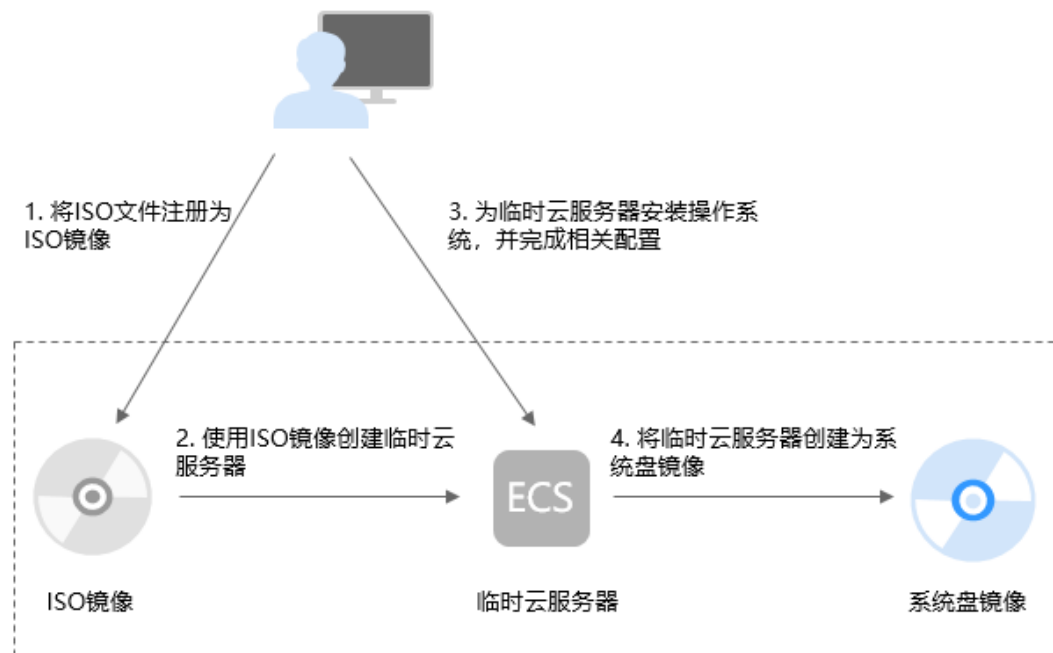 1. 将ISO文件注册为
ISO镜像
3. 为临时云服务器安装操作系
统，并完成相关配置
2. 使用ISO镜像创建临时云
服务器
4. 将临时云服务器创建为系
统盘镜像
ECS
ISO镜像
临时云服务器
系统盘镜像